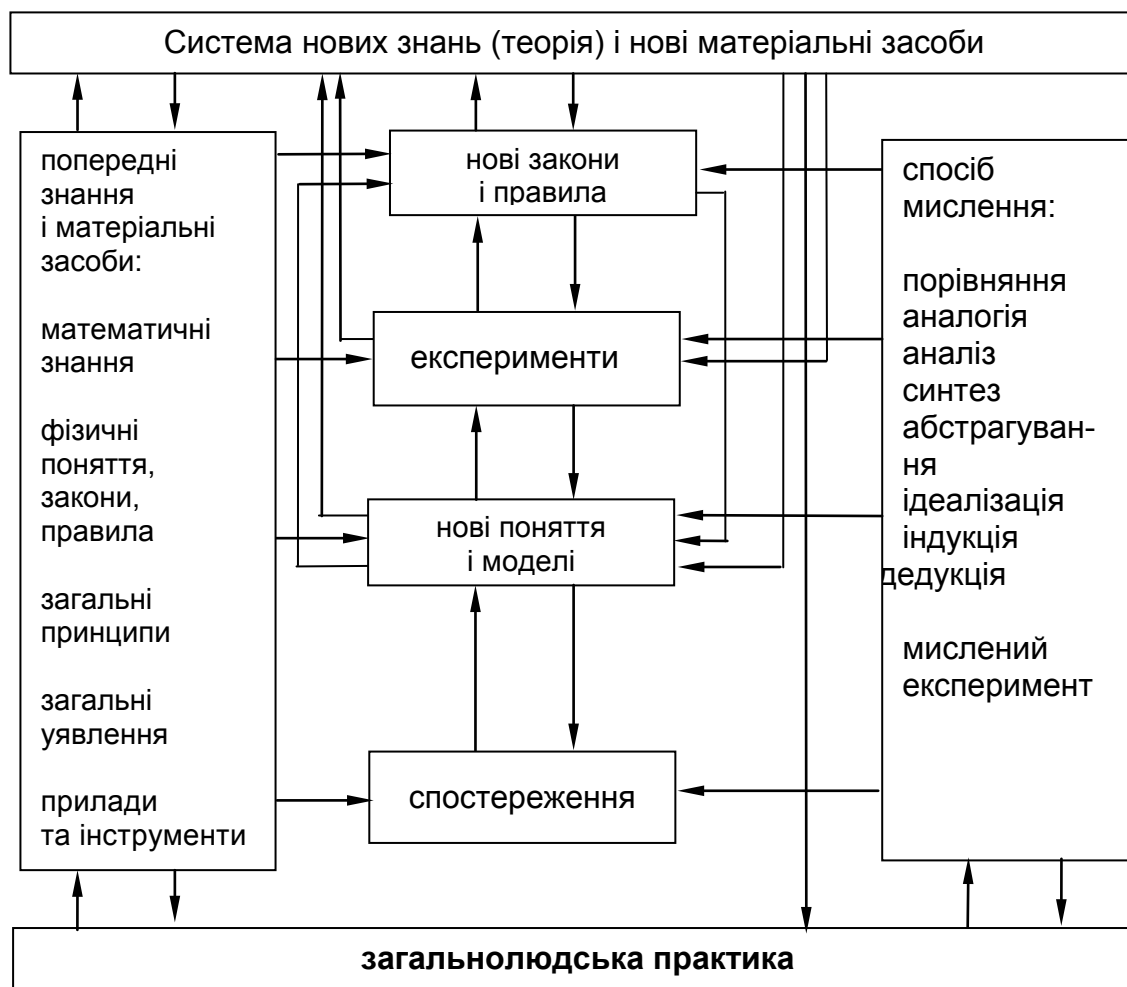 Система нових знань (теорія) і нові матеріальні засоби
попередні
знання
і матеріальні
засоби:
математичні
знання
фізичні
поняття,
закони,
правила
загальні
принципи
загальні
уявлення
прилади
та інструменти
нові закони
і правила
експерименти
нові поняття
і моделі
спостереження
спосіб
мислення:
порівняння
аналогія
аналіз
синтез
абстрагуван-
ня
ідеалізація
індукція
дедукція
мислений
експеримент
загальнолюдська практика